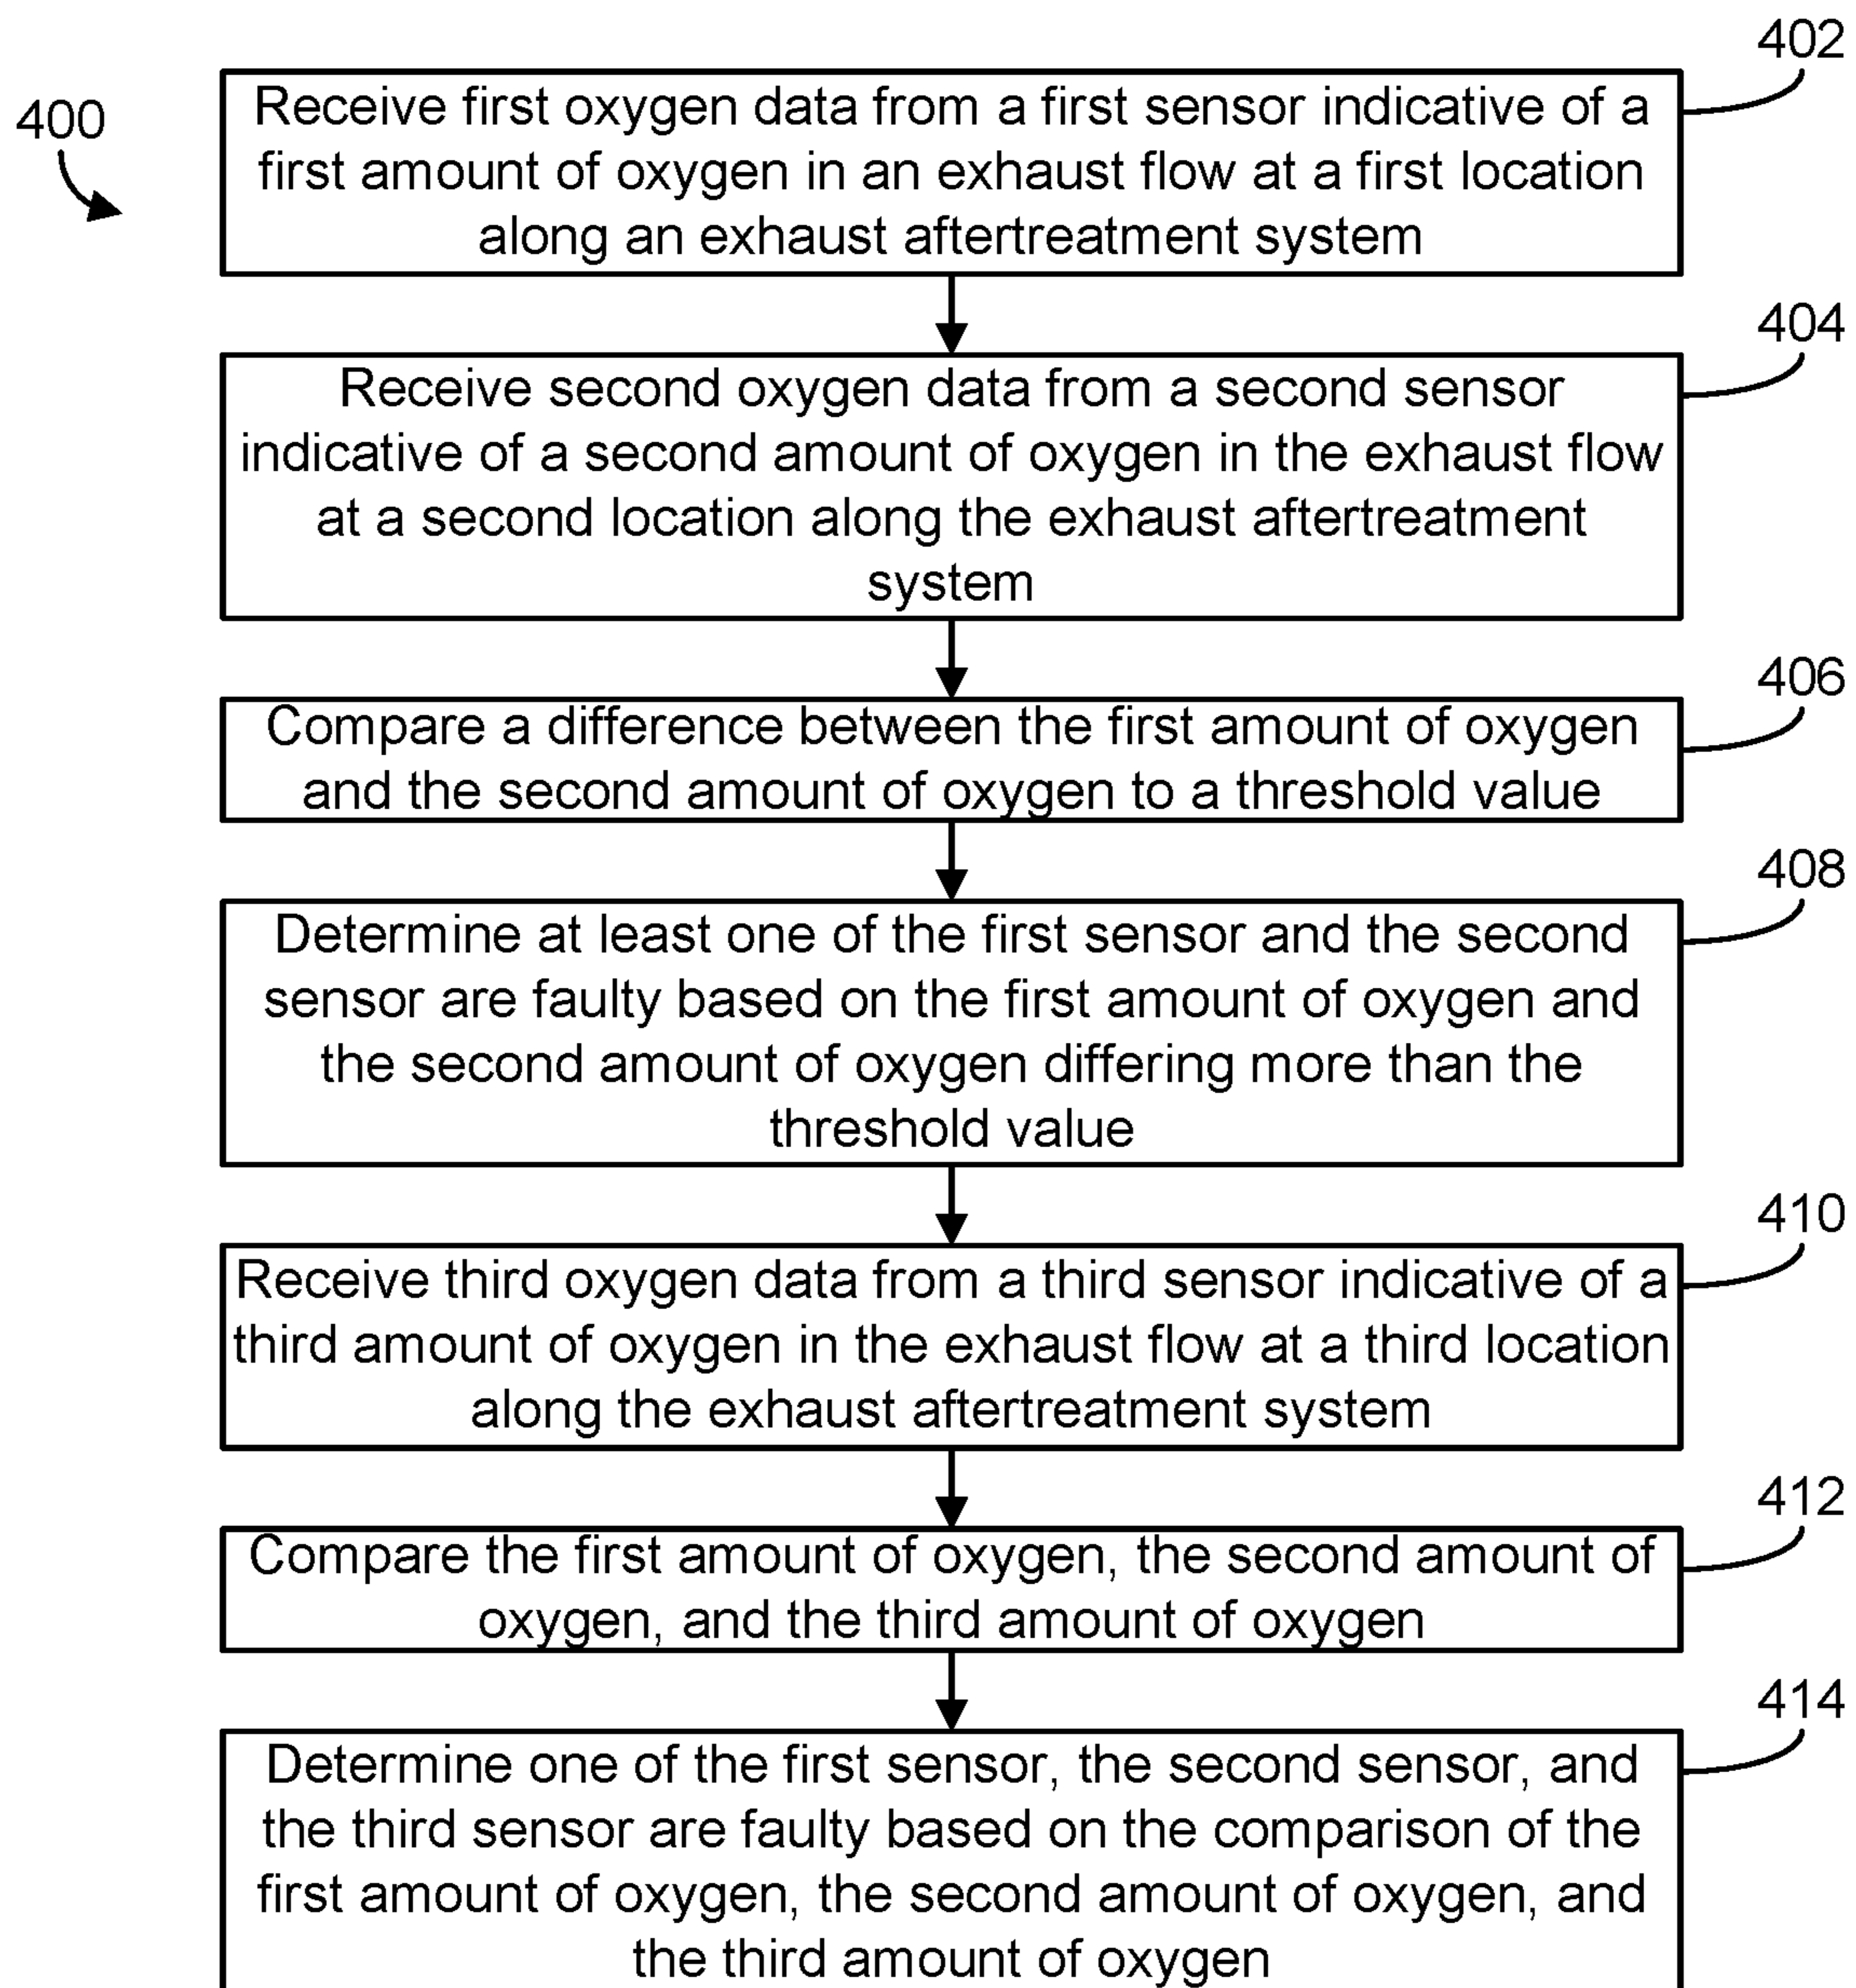 402
400
Receive first oxygen data from a first sensor indicative of a
first amount of oxygen in an exhaust flow at a first location
along an exhaust aftertreatment system
404
Receive second oxygen data from a second sensor
indicative of a second amount of oxygen in the exhaust flow
at a second location along the exhaust aftertreatment
system
406
Compare a difference between the first amount of oxygen
and the second amount of oxygen to a threshold value
408
Determine at least one of the first sensor and the second
sensor are faulty based on the first amount of oxygen and
the second amount of oxygen differing more than the
threshold value
410
Receive third oxygen data from a third sensor indicative of a
third amount of oxygen in the exhaust flow at a third location
along the exhaust aftertreatment system
412
Compare the first amount of oxygen, the second amount of
oxygen, and the third amount of oxygen
414
Determine one of the first sensor, the second sensor, and
the third sensor are faulty based on the comparison of the
first amount of oxygen, the second amount of oxygen, and
the third amount of oxygen